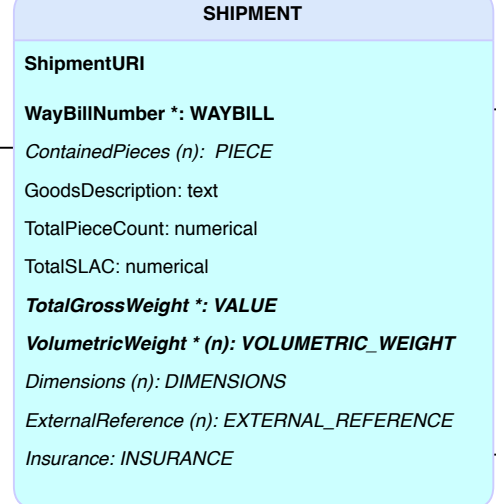 SHIPMENT
ShipmentURI
WayBillNumber *: WAYBILL
ContainedPieces (n): PIECE
GoodsDescription: text
TotalPieceCount: numerical
TotalSLAC: numerical
TotalGrossWeight *: VALUE
VolumetricWeight * (n): VOLUMETRIC_WEIGHT
Dimensions (n): DIMENSIONS
ExternalReference (n): EXTERNAL_REFERENCE
Insurance: INSURANCE